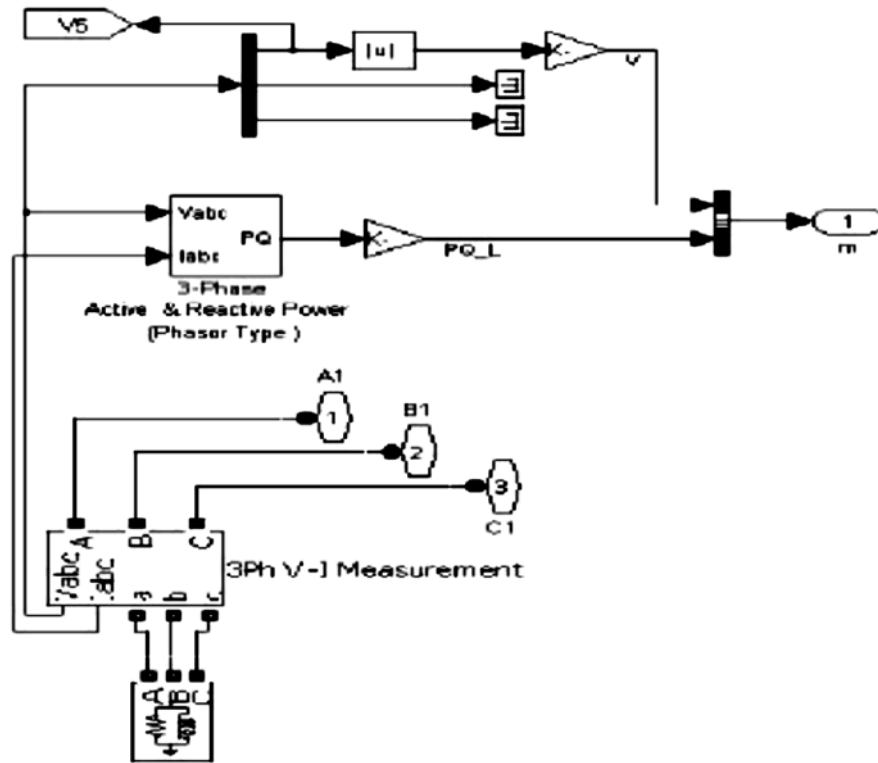 V5
|u|
K-
V
Vabc
Iabc
PQ
K-
PQ_L
1
m
3-Phase
Active & Reactive Power
(Phasor Type )
A1
1
B1
2
3
C1
A
B
C
Vabc
Iabc
a
b
c
3Ph V-I Measurement
A
B
C